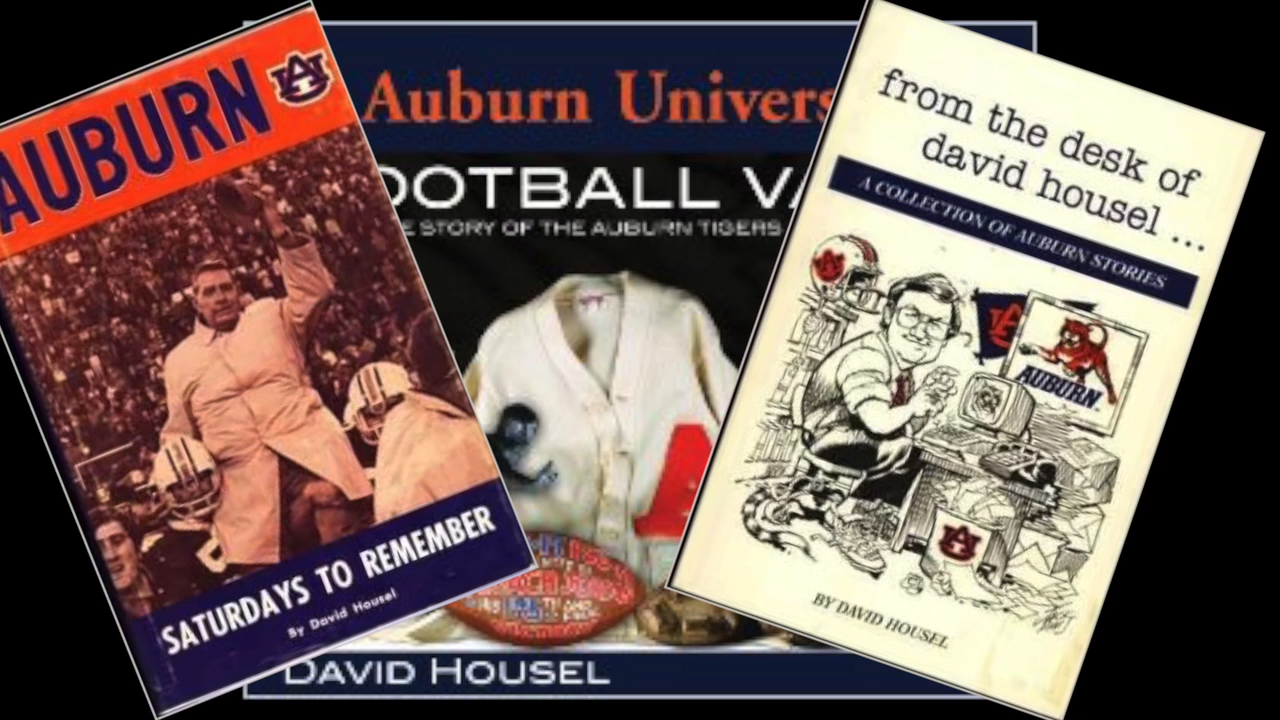 AUBURN
SATURDAYS TO REMEMBER
By David Housel
Auburn Univers
OOTBALL VA
E STORY OF THE AUBURN TIGERS
A
DAVID HOUSEL
from the desk of
david housel ...
A COLLECTION OF AUBURN STORIES
AUBURN
BY DAVID HOUSEL